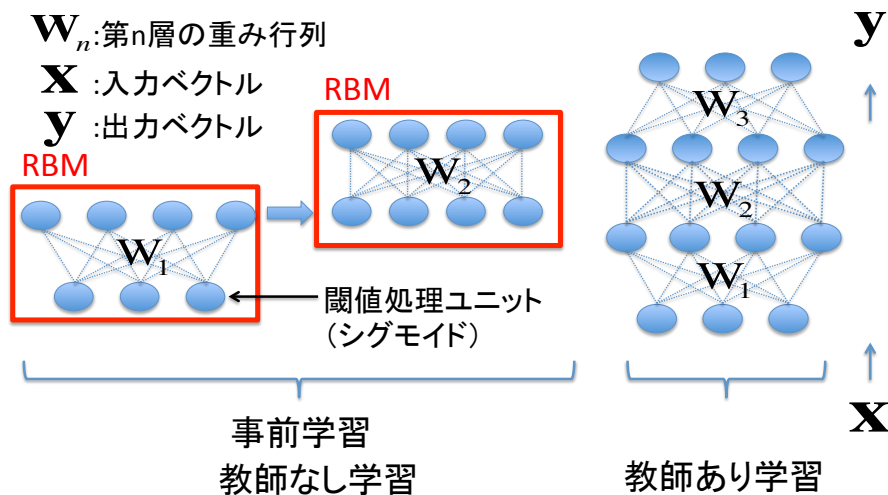 Wn:第n層の重み行列
x:入力ベクトル
y:出力ベクトル
RBM
W1
RBM
W2
閾値処理ユニット
(シグモイド)
事前学習
教師なし学習
y
W3
W2
W1
x
教師あり学習